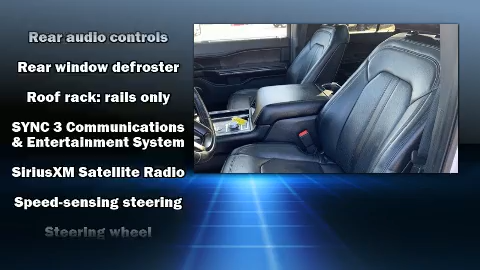 Rear audio controls
Rear window defroster
Roof rack: rails only
SYNC 3 Communications
& Entertainment System
SiriusXM Satellite Radio
Speed-sensing steering
Steering wheel